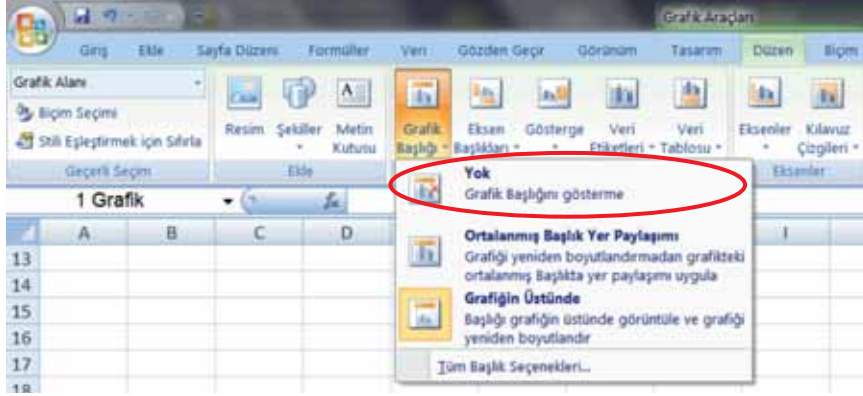 Grafik Araçları
Giriş Ekle Sayfa Düzeni Formüller Veri Gözden Geçir Görünüm Tasarım Düzen Biçim
Grafik Alanı
Biçim Seçimi
Stili Eşleştirmek için Sıfırla
Geçerli Seçim
Resim Şekiller Metin Kutusu
Ekle
Grafik Başlığı Eksen Başlıkları Gösterge Veri Etiketleri Veri Tablosu
Eksenler Kılavuz Çizgileri
Eksenler
1 Grafik
fx
A B C D I
13
14
15
16
17
18
Yok
Grafik Başlığını gösterme
Ortalanmış Başlık Yer Paylaşımı
Grafiği yeniden boyutlandırmadan grafikteki
ortalanmış Başlıkta yer paylaşımı uygula
Grafiğin Üstünde
Başlığı grafiğin üstünde görüntüle ve grafiği
yeniden boyutlandır
Tüm Başlık Seçenekleri...